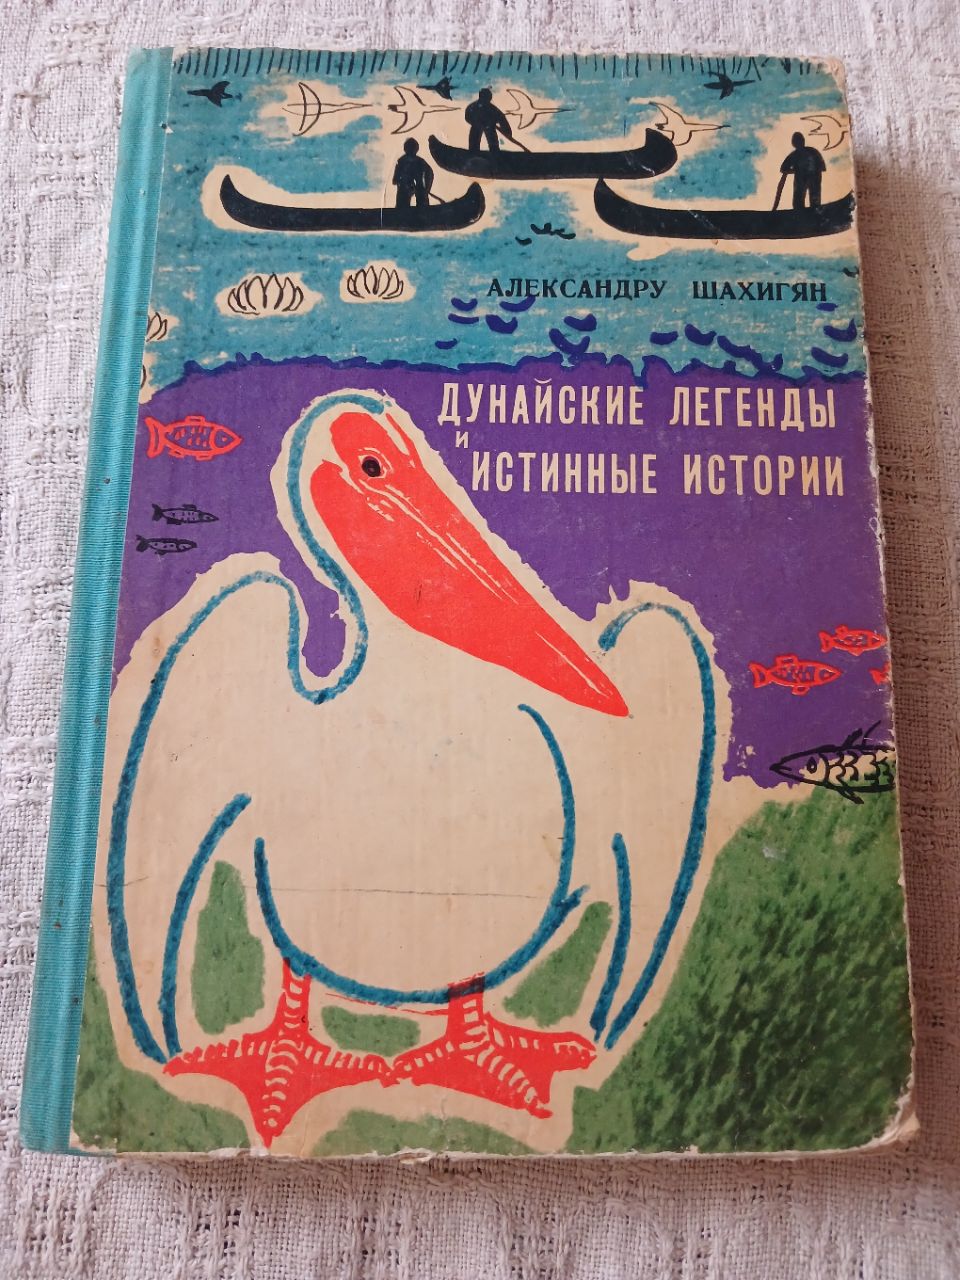 АЛЕКСАНДРУ ШАХИГЯН
ДУНАЙСКИЕ ЛЕГЕНДЫ
И
ИСТИННЫЕ ИСТОРИИ